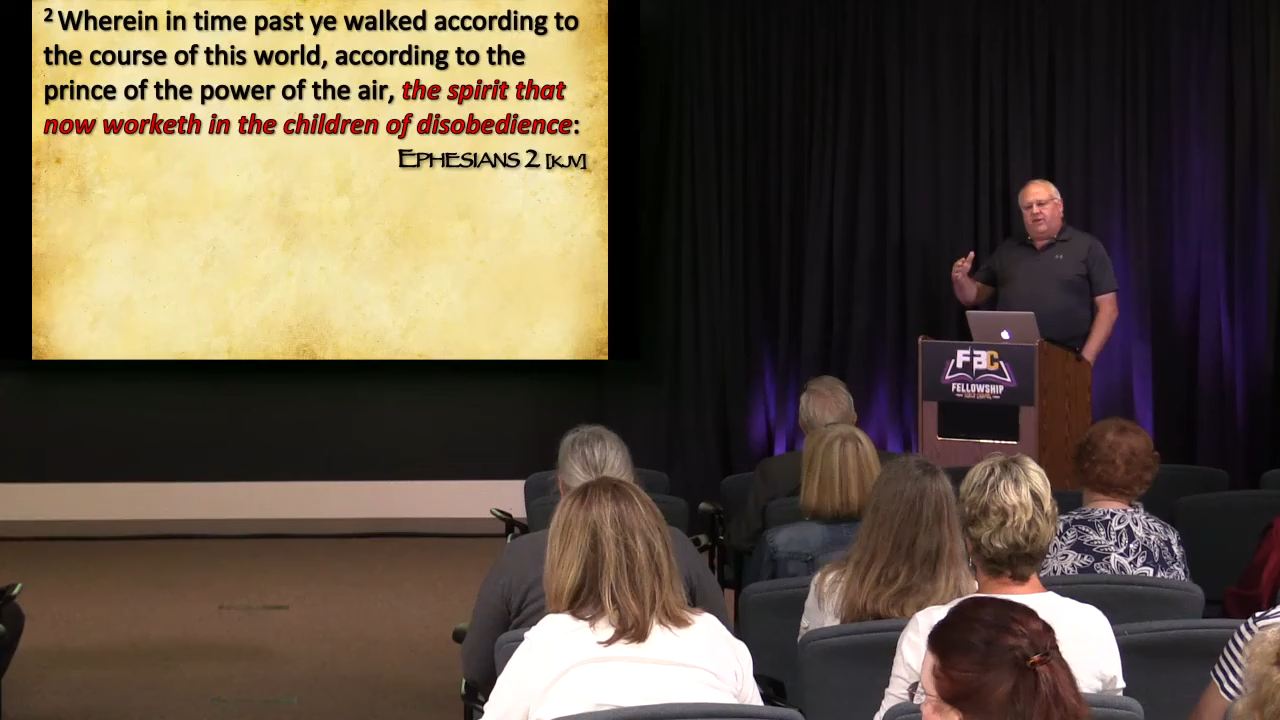 2 Wherein in time past ye walked according to
the course of this world, according to the
prince of the power of the air, the spirit that
now worketh in the children of disobedience:
EPHESIANS 2 [KJV]
FBC
FELLOWSHIP